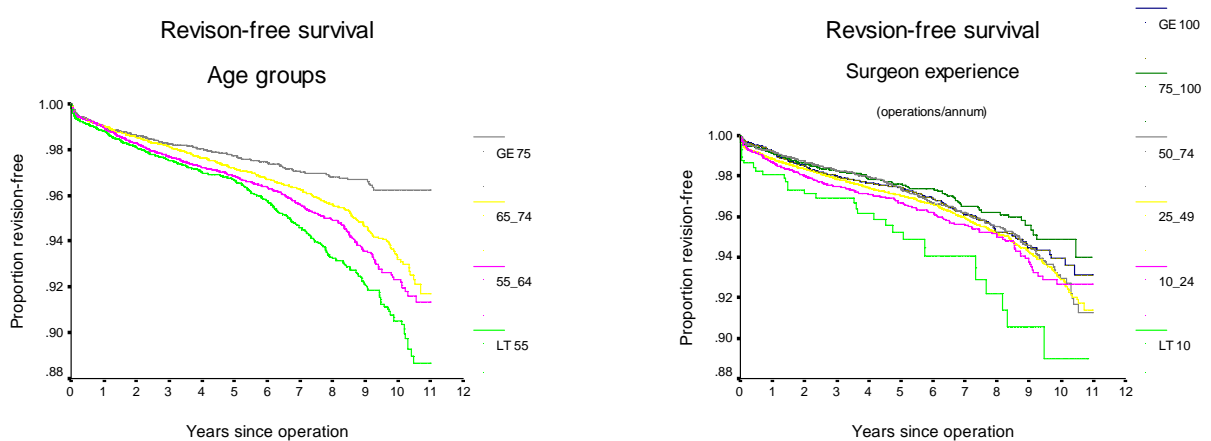 Revison-free survival
Age groups
Proportion revision-free
1.00
.98
.96
.94
.92
.90
.88
0 1 2 3 4 5 6 7 8 9 10 11 12
Years since operation
GE 75
65_74
55_64
LT 55
Revsion-free survival
Surgeon experience
(operations/annum)
Proportion revision-free
1.00
.98
.96
.94
.92
.90
.88
0 1 2 3 4 5 6 7 8 9 10 11 12
Years since operation
GE 100
75_100
50_74
25_49
10_24
LT 10